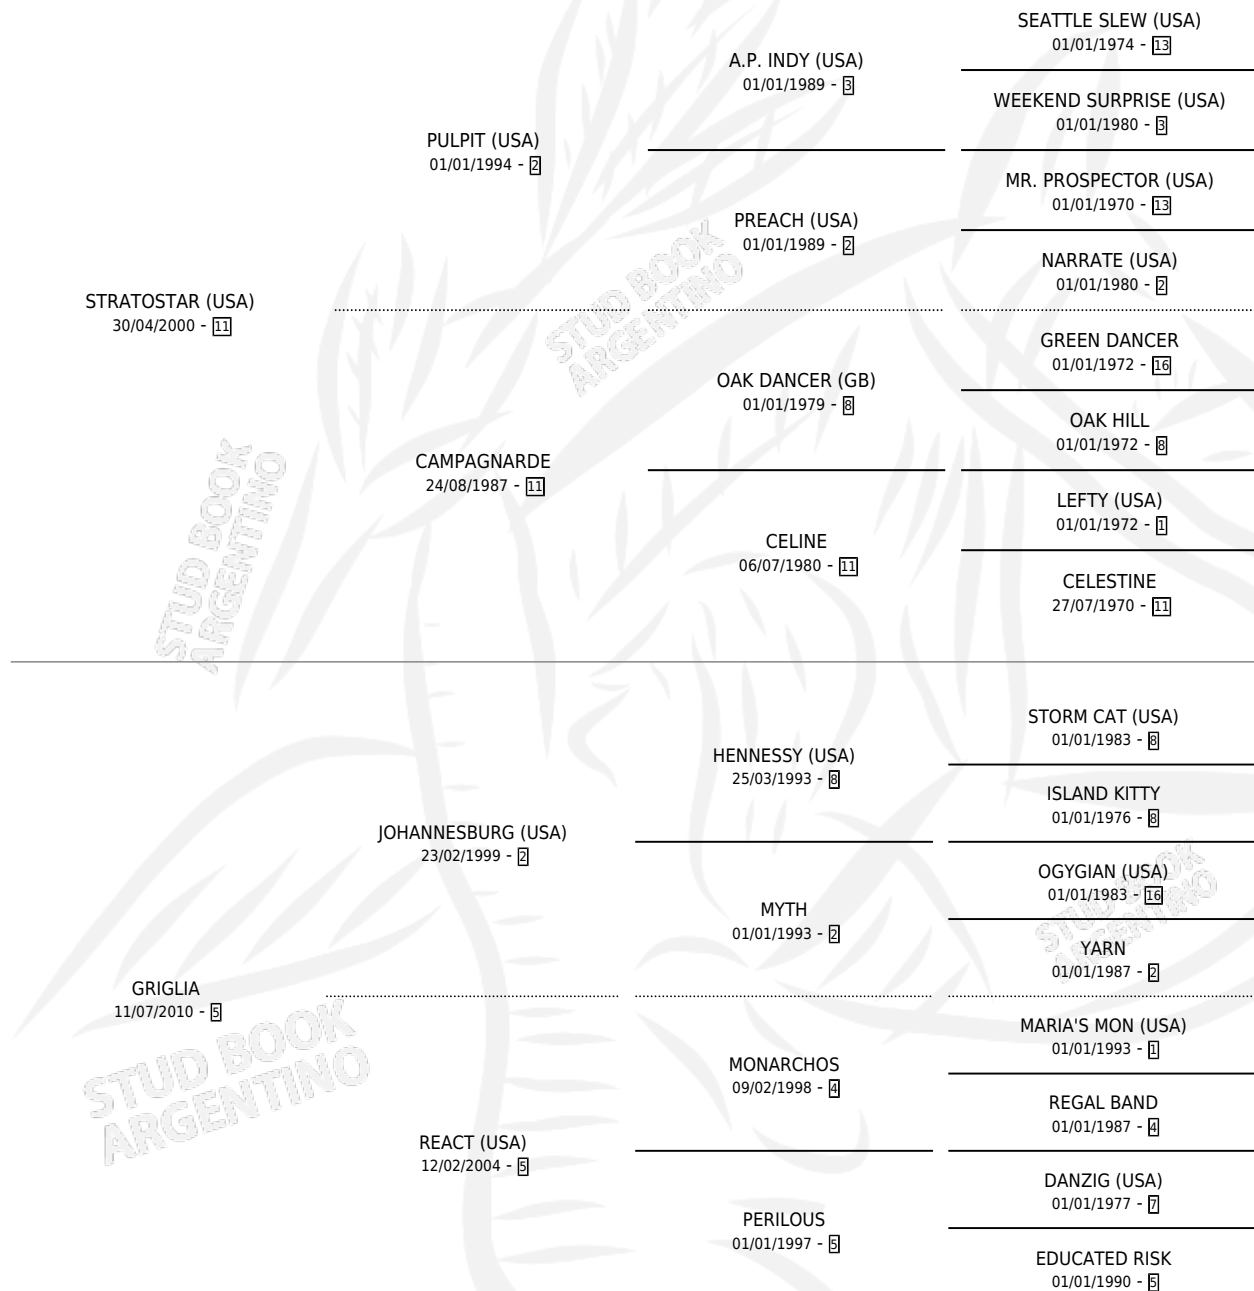 SEATTLE SLEW (USA)
01/01/1974 - 13
A.P. INDY (USA)
01/01/1989 - 3
WEEKEND SURPRISE (USA)
01/01/1980 - 3
PULPIT (USA)
01/01/1994 - 2
MR. PROSPECTOR (USA)
01/01/1970 - 13
PREACH (USA)
01/01/1989 - 2
NARRATE (USA)
01/01/1980 - 2
STRATOSTAR (USA)
30/04/2000 - 11
GREEN DANCER
01/01/1972 - 16
OAK DANCER (GB)
01/01/1979 - 8
OAK HILL
01/01/1972 - 8
CAMPAGNARDE
24/08/1987 - 11
LEFTY (USA)
01/01/1972 - 1
CELINE
06/07/1980 - 11
CELESTINE
27/07/1970 - 11
STORM CAT (USA)
01/01/1983 - 8
HENNESSY (USA)
25/03/1993 - 8
ISLAND KITTY
01/01/1976 - 8
JOHANNESBURG (USA)
23/02/1999 - 2
OGYGIAN (USA)
01/01/1983 - 16
MYTH
01/01/1993 - 2
YARN
01/01/1987 - 2
GRIGLIA
11/07/2010 - 5
MARIA'S MON (USA)
01/01/1993 - 1
MONARCHOS
09/02/1998 - 4
REGAL BAND
01/01/1987 - 4
REACT (USA)
12/02/2004 - 5
DANZIG (USA)
01/01/1977 - 7
PERILOUS
01/01/1997 - 5
EDUCATED RISK
01/01/1990 - 5
STUD BOOK
ARGENTINO
STUD BOOK
ARGENTINO
STUD BOOK
ARGENTINO
STUD BOOK
ARGENTINO